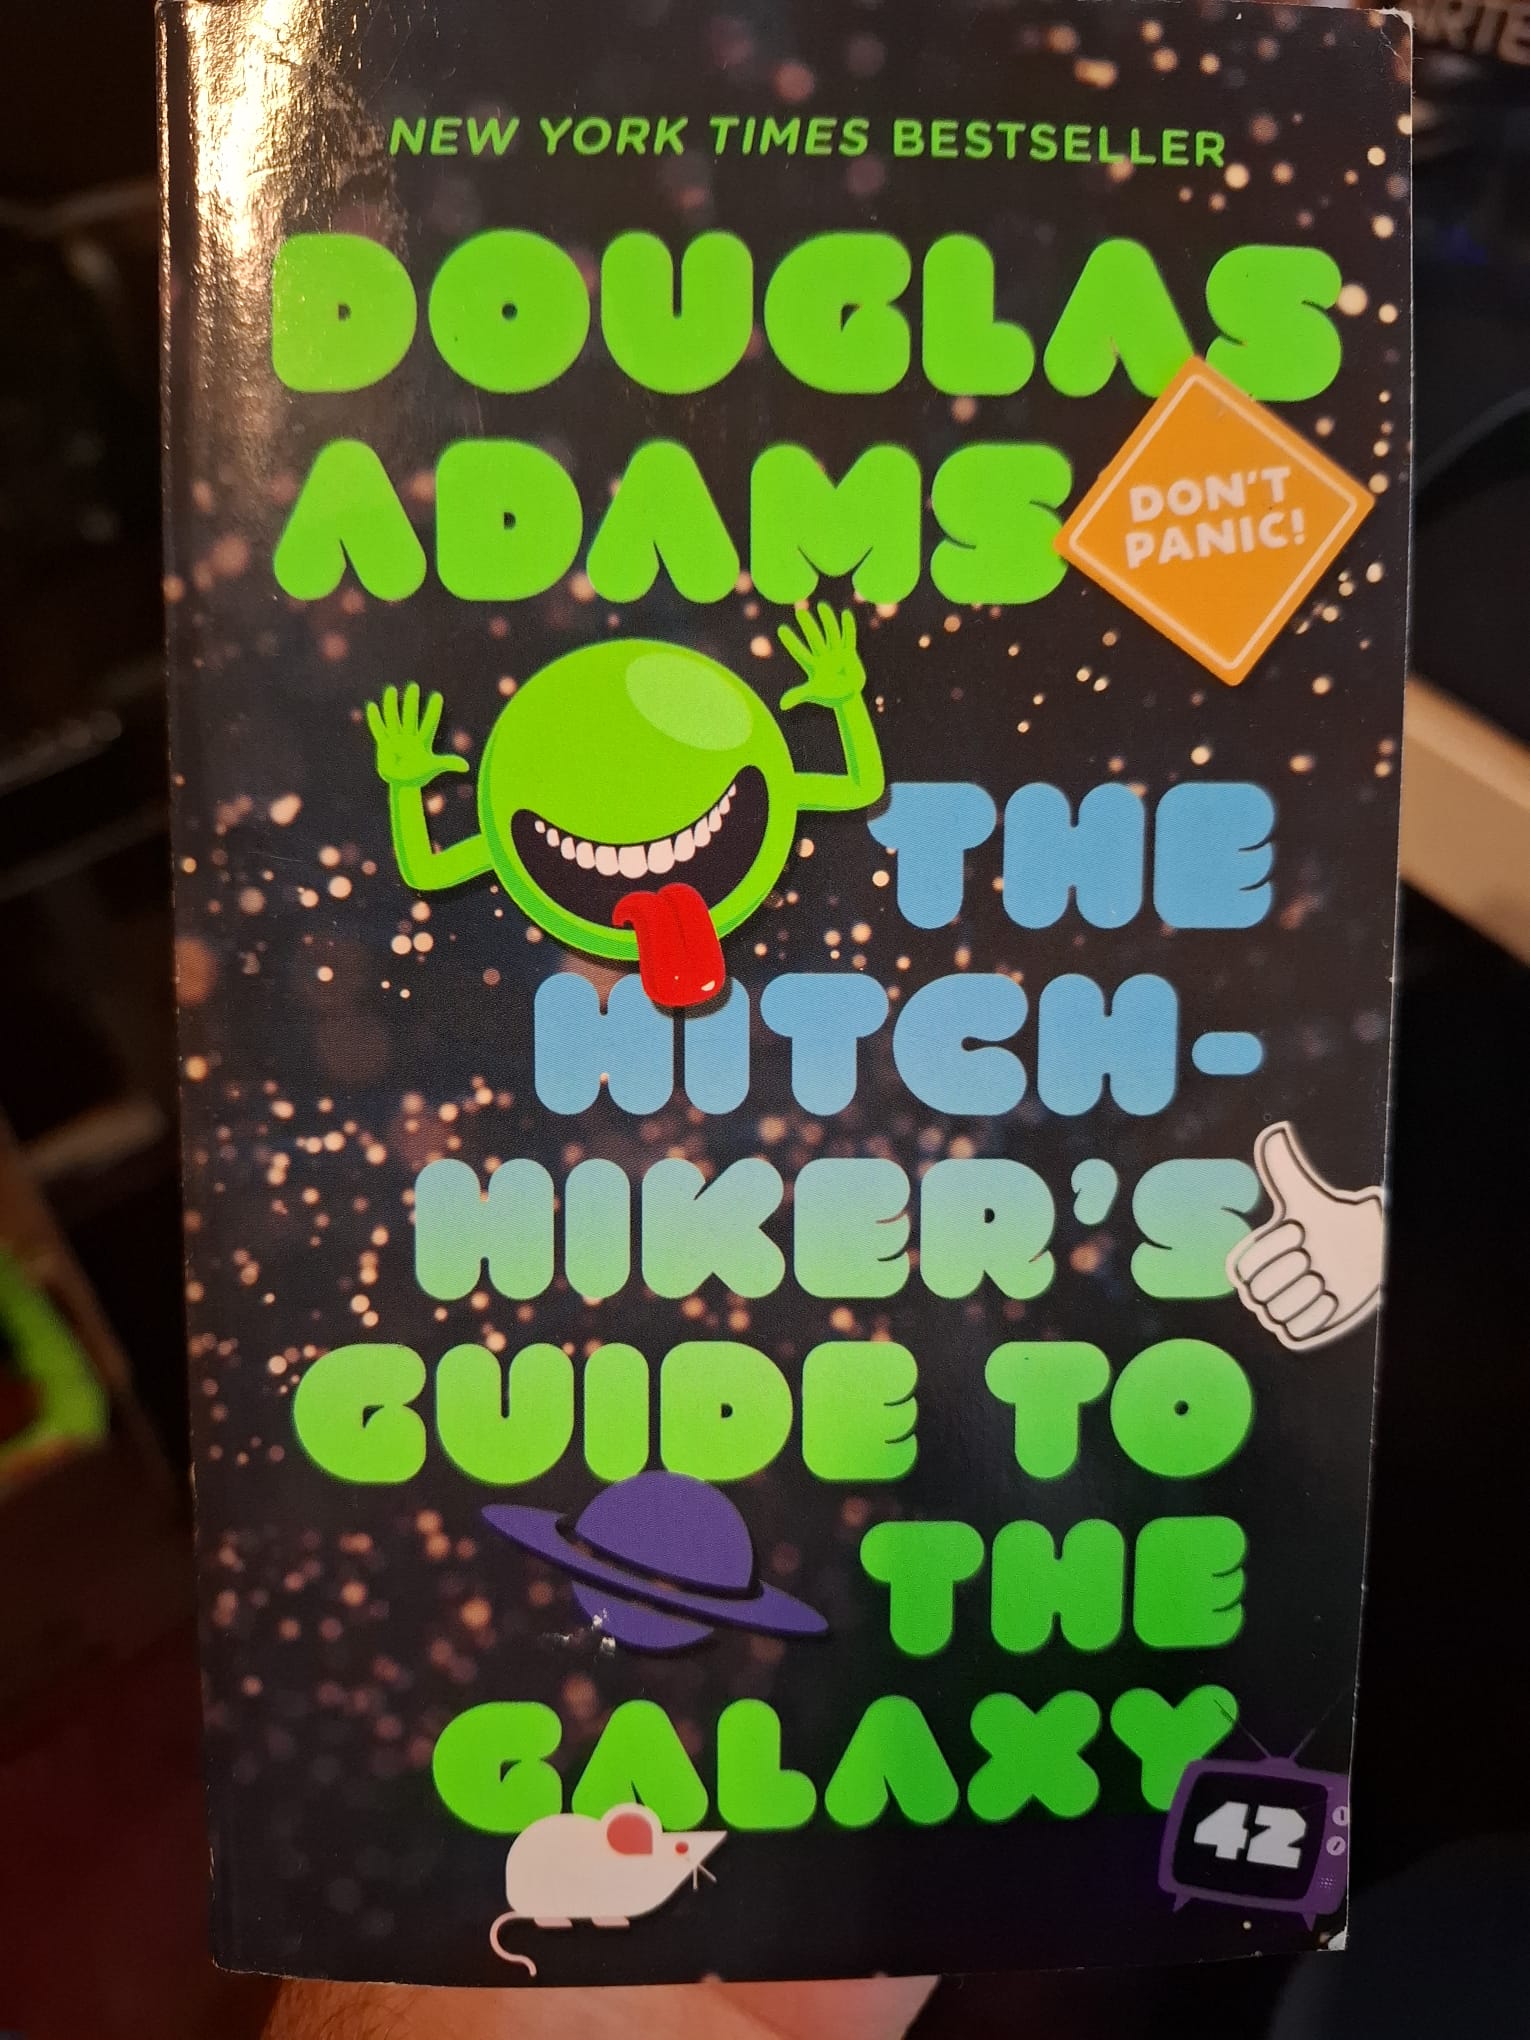 NEW YORK TIMES BESTSELLER
DOUGLAS
ADAMS
DON'T
PANIC!
THE
HITCH-
HIKER'S
GUIDE TO
THE
GALAXY
42